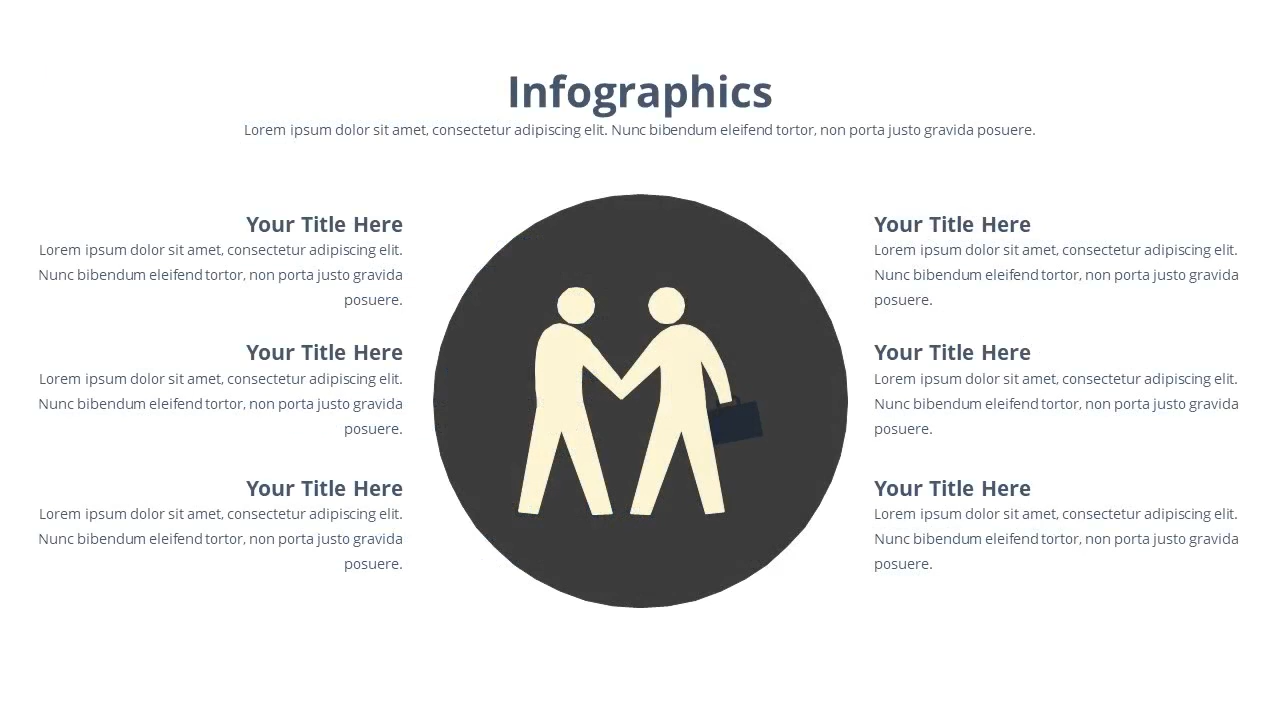 Infographics
Lorem ipsum dolor sit amet, consectetur adipiscing elit. Nunc bibendum eleifend tortor, non porta justo gravida posuere.
Your Title Here
Lorem ipsum dolor sit amet, consectetur adipiscing elit.
Nunc bibendum eleifend tortor, non porta justo gravida
posuere.
Your Title Here
Lorem ipsum dolor sit amet, consectetur adipiscing elit.
Nunc bibendum eleifend tortor, non porta justo gravida
posuere.
Your Title Here
Lorem ipsum dolor sit amet, consectetur adipiscing elit.
Nunc bibendum eleifend tortor, non porta justo gravida
posuere.
Your Title Here
Lorem ipsum dolor sit amet, consectetur adipiscing elit.
Nunc bibendum eleifend tortor, non porta justo gravida
posuere.
Your Title Here
Lorem ipsum dolor sit amet, consectetur adipiscing elit.
Nunc bibendum eleifend tortor, non porta justo gravida
posuere.
Your Title Here
Lorem ipsum dolor sit amet, consectetur adipiscing elit.
Nunc bibendum eleifend tortor, non porta justo gravida
posuere.